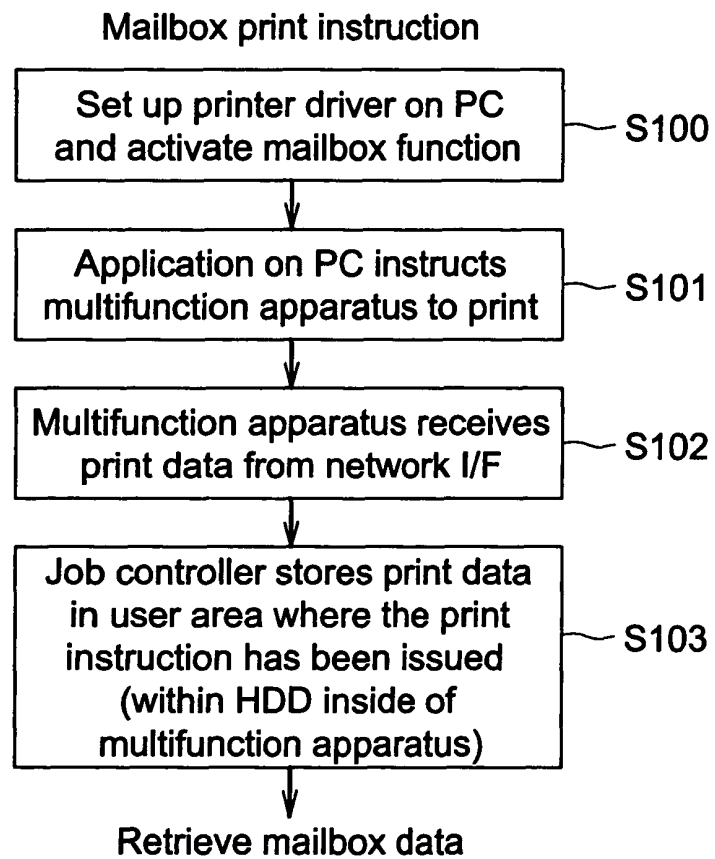 Mailbox print instruction
Set up printer driver on PC
and activate mailbox function
S100
Application on PC instructs
multifunction apparatus to print
S101
Multifunction apparatus receives
print data from network I/F
S102
Job controller stores print data
in user area where the print
instruction has been issued
(within HDD inside of
multifunction apparatus)
S103
Retrieve mailbox data